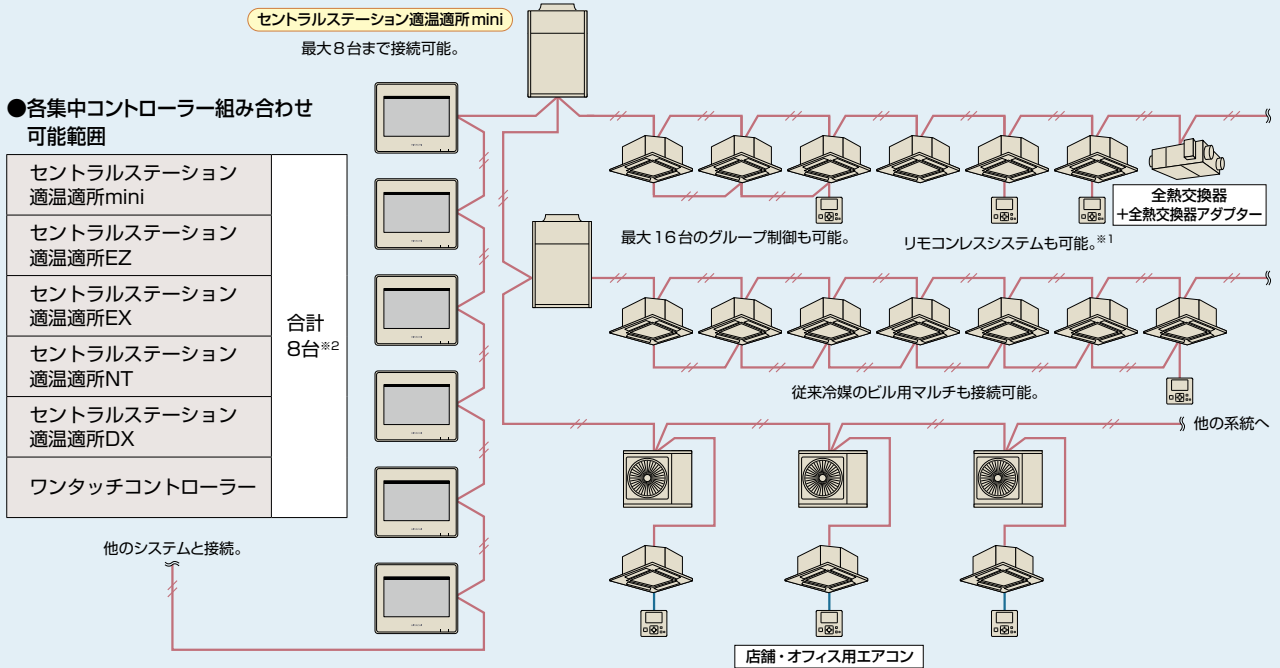 セントラルステーション適温適所mini
最大8台まで接続可能。
●各集中コントローラー組み合わせ
可能範囲
セントラルステーション
適温適所mini
セントラルステーション
適温適所EZ
セントラルステーション
適温適所EX
セントラルステーション
適温適所NT
セントラルステーション
適温適所DX
ワンタッチコントローラー
合計
8台※2
他のシステムと接続。
最大16台のグループ制御も可能。
リモコンレスシステムも可能。※1
全熱交換器
+全熱交換器アダプター
従来冷媒のビル用マルチも接続可能。
他の系統へ
店舗・オフィス用エアコン